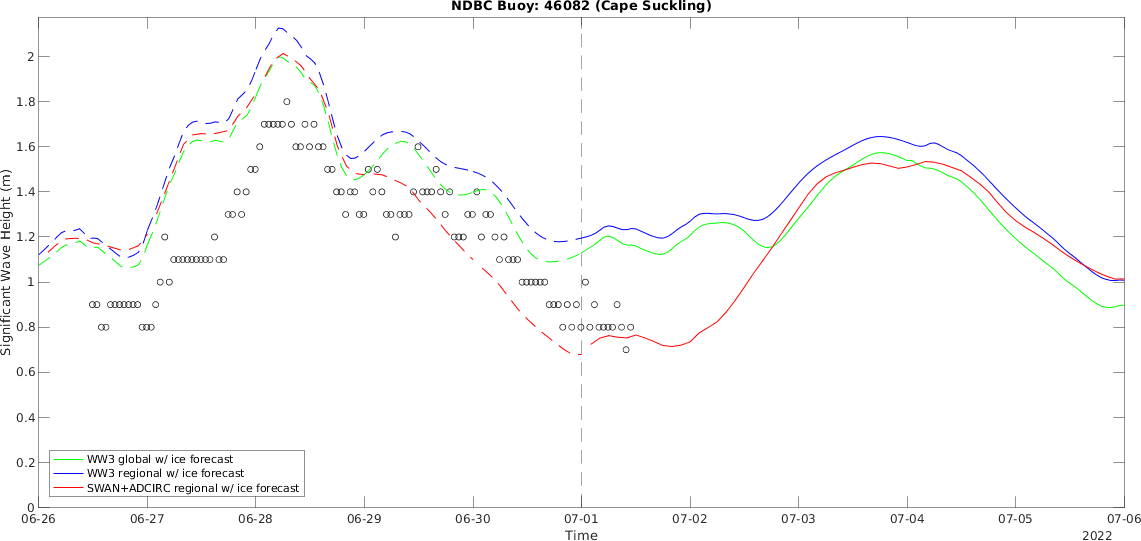 NDBC Buoy: 46082 (Cape Suckling)
2
1.8
1.6
1.4
1.2
1
0.8
0.6
0.4
0.2
0
Significant Wave Height (m)
WW3 global w/ ice forecast
WW3 regional w/ ice forecast
SWAN+ADCIRC regional w/ ice forecast
06-26 06-27 06-28 06-29 06-30 07-01 07-02 07-03 07-04 07-05 07-06
Time
2022